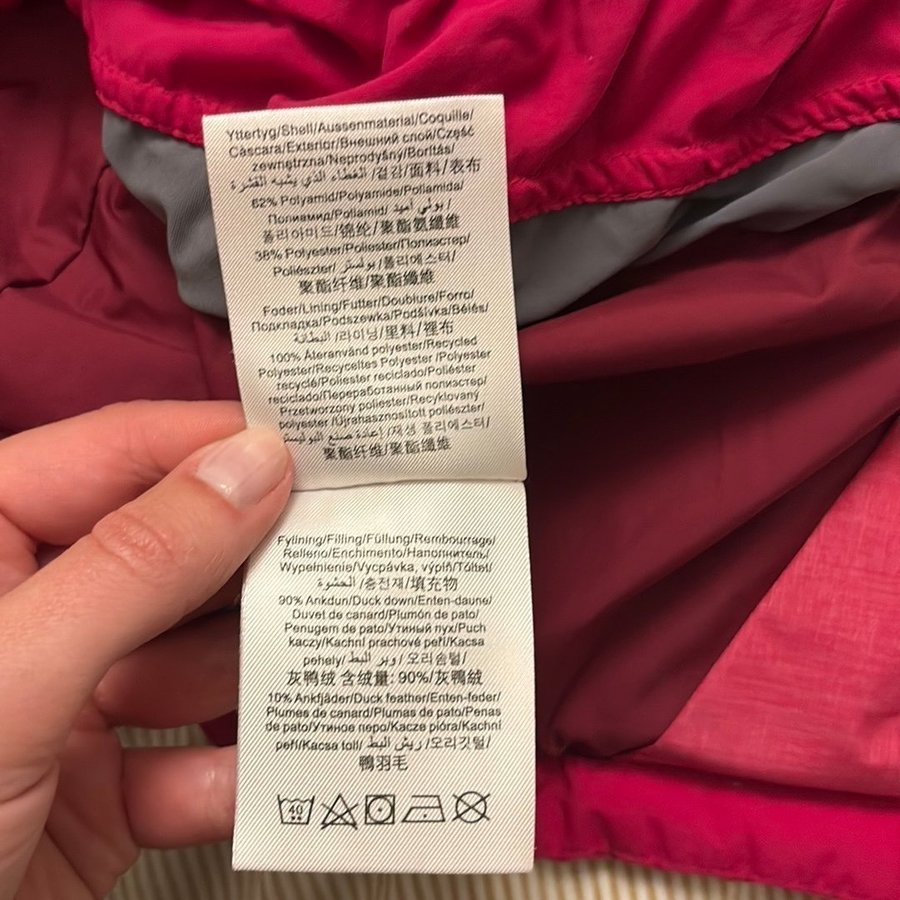 Yttertyg/Shell/Aussenmaterial/Coquille/
Cáscara/Exterior/Внешний слой/Część
zewnętrzna/Neprodyšný/Borítás/
الغطاء الذي يشبه القشرة /겉감/面料/表布
62% Polyamid/Polyamide/Poliamida/
Полиамид/Poliamid/ بولي أميد/
폴리아미드/锦纶/聚酯氨纖維
38% Polyester/Poliester/Полиэстер/
Poliészter/ بوليستر/폴리에스터/
聚酯纤维/聚酯纖維
Foder/Lining/Futter/Doublure/Forro/
Подкладка/Podszewka/Podšívka/Bélés/
البطانة /라이닝/里料/裡布
100% Återanvänd polyester/Recycled
Polyester/Recyceltes Polyester /Polyester
recyclé/Poliester reciclado/Poliéster
reciclado/Переработанный полиэстер/
Przetworzony poliester/Recyklovaný
polyester /Újrahasznosított poliészter/
إعادة صنع البوليستر /재생 폴리에스터/
聚酯纤维/聚酯纖維
Fyllning/Filling/Füllung/Rembourrage/
Relleno/Enchimento/Наполнитель/
Wypełnienie/Vycpávka, výplň/Töltet/
الحشوة /충전재/填充物
90% Ankdun/Duck down/Enten-daune/
Duvet de canard/Plumón de pato/
Penugem de pato/Утиный пух/Puch
kaczy/Kachní prachové peří/Kacsa
pehely/ وبر البط / 오리솜털/
灰鸭绒 含绒量: 90%/灰鴨絨
10% Ankfjäder/Duck feather/Enten-feder/
Plumes de canard/Plumas de pato/Penas
de pato/Утиное перо/Kacze pióra/Kachní
peří/Kacsa toll/ ريش البط /오리깃털/
鴨羽毛
40